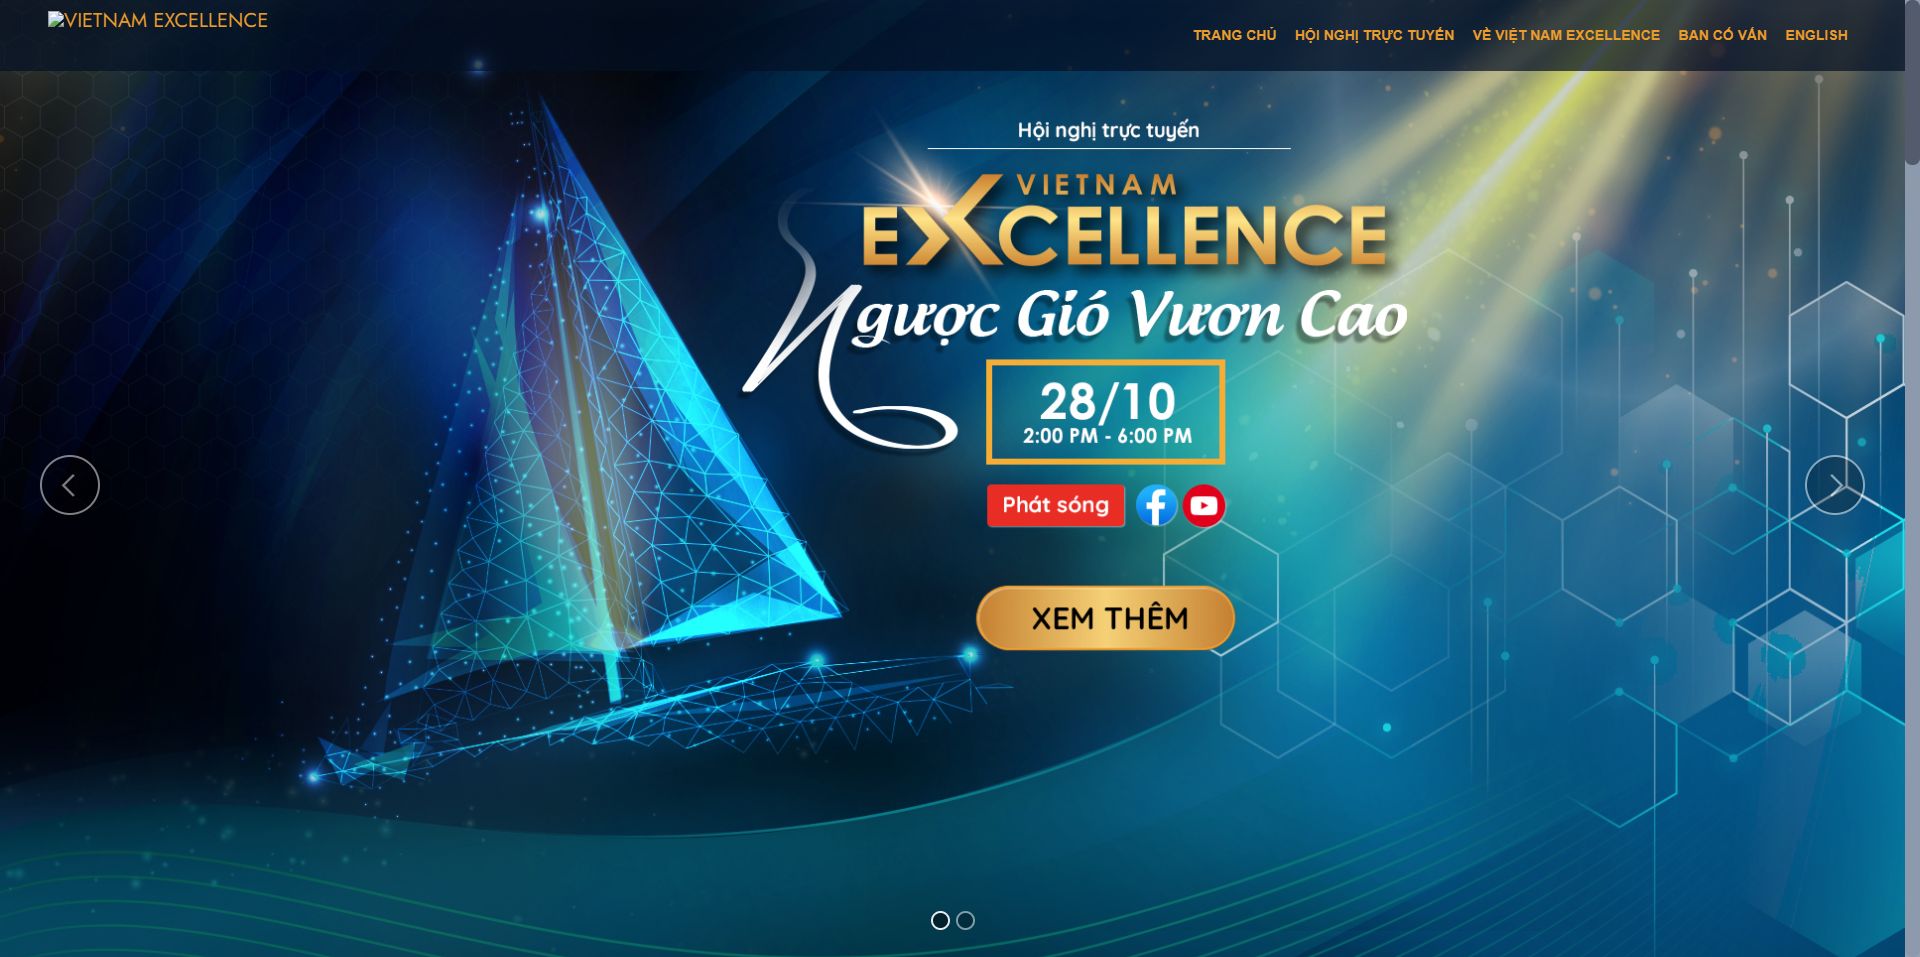 VIETNAM EXCELLENCE
TRANG CHỦ HỘI NGHỊ TRỰC TUYẾN VỀ VIỆT NAM EXCELLENCE BAN CỐ VẤN ENGLISH
Hội nghị trực tuyến
VIETNAM
EXCELLENCE
Ngược Gió Vươn Cao
28/10
2:00 PM - 6:00 PM
Phát sóng
XEM THÊM